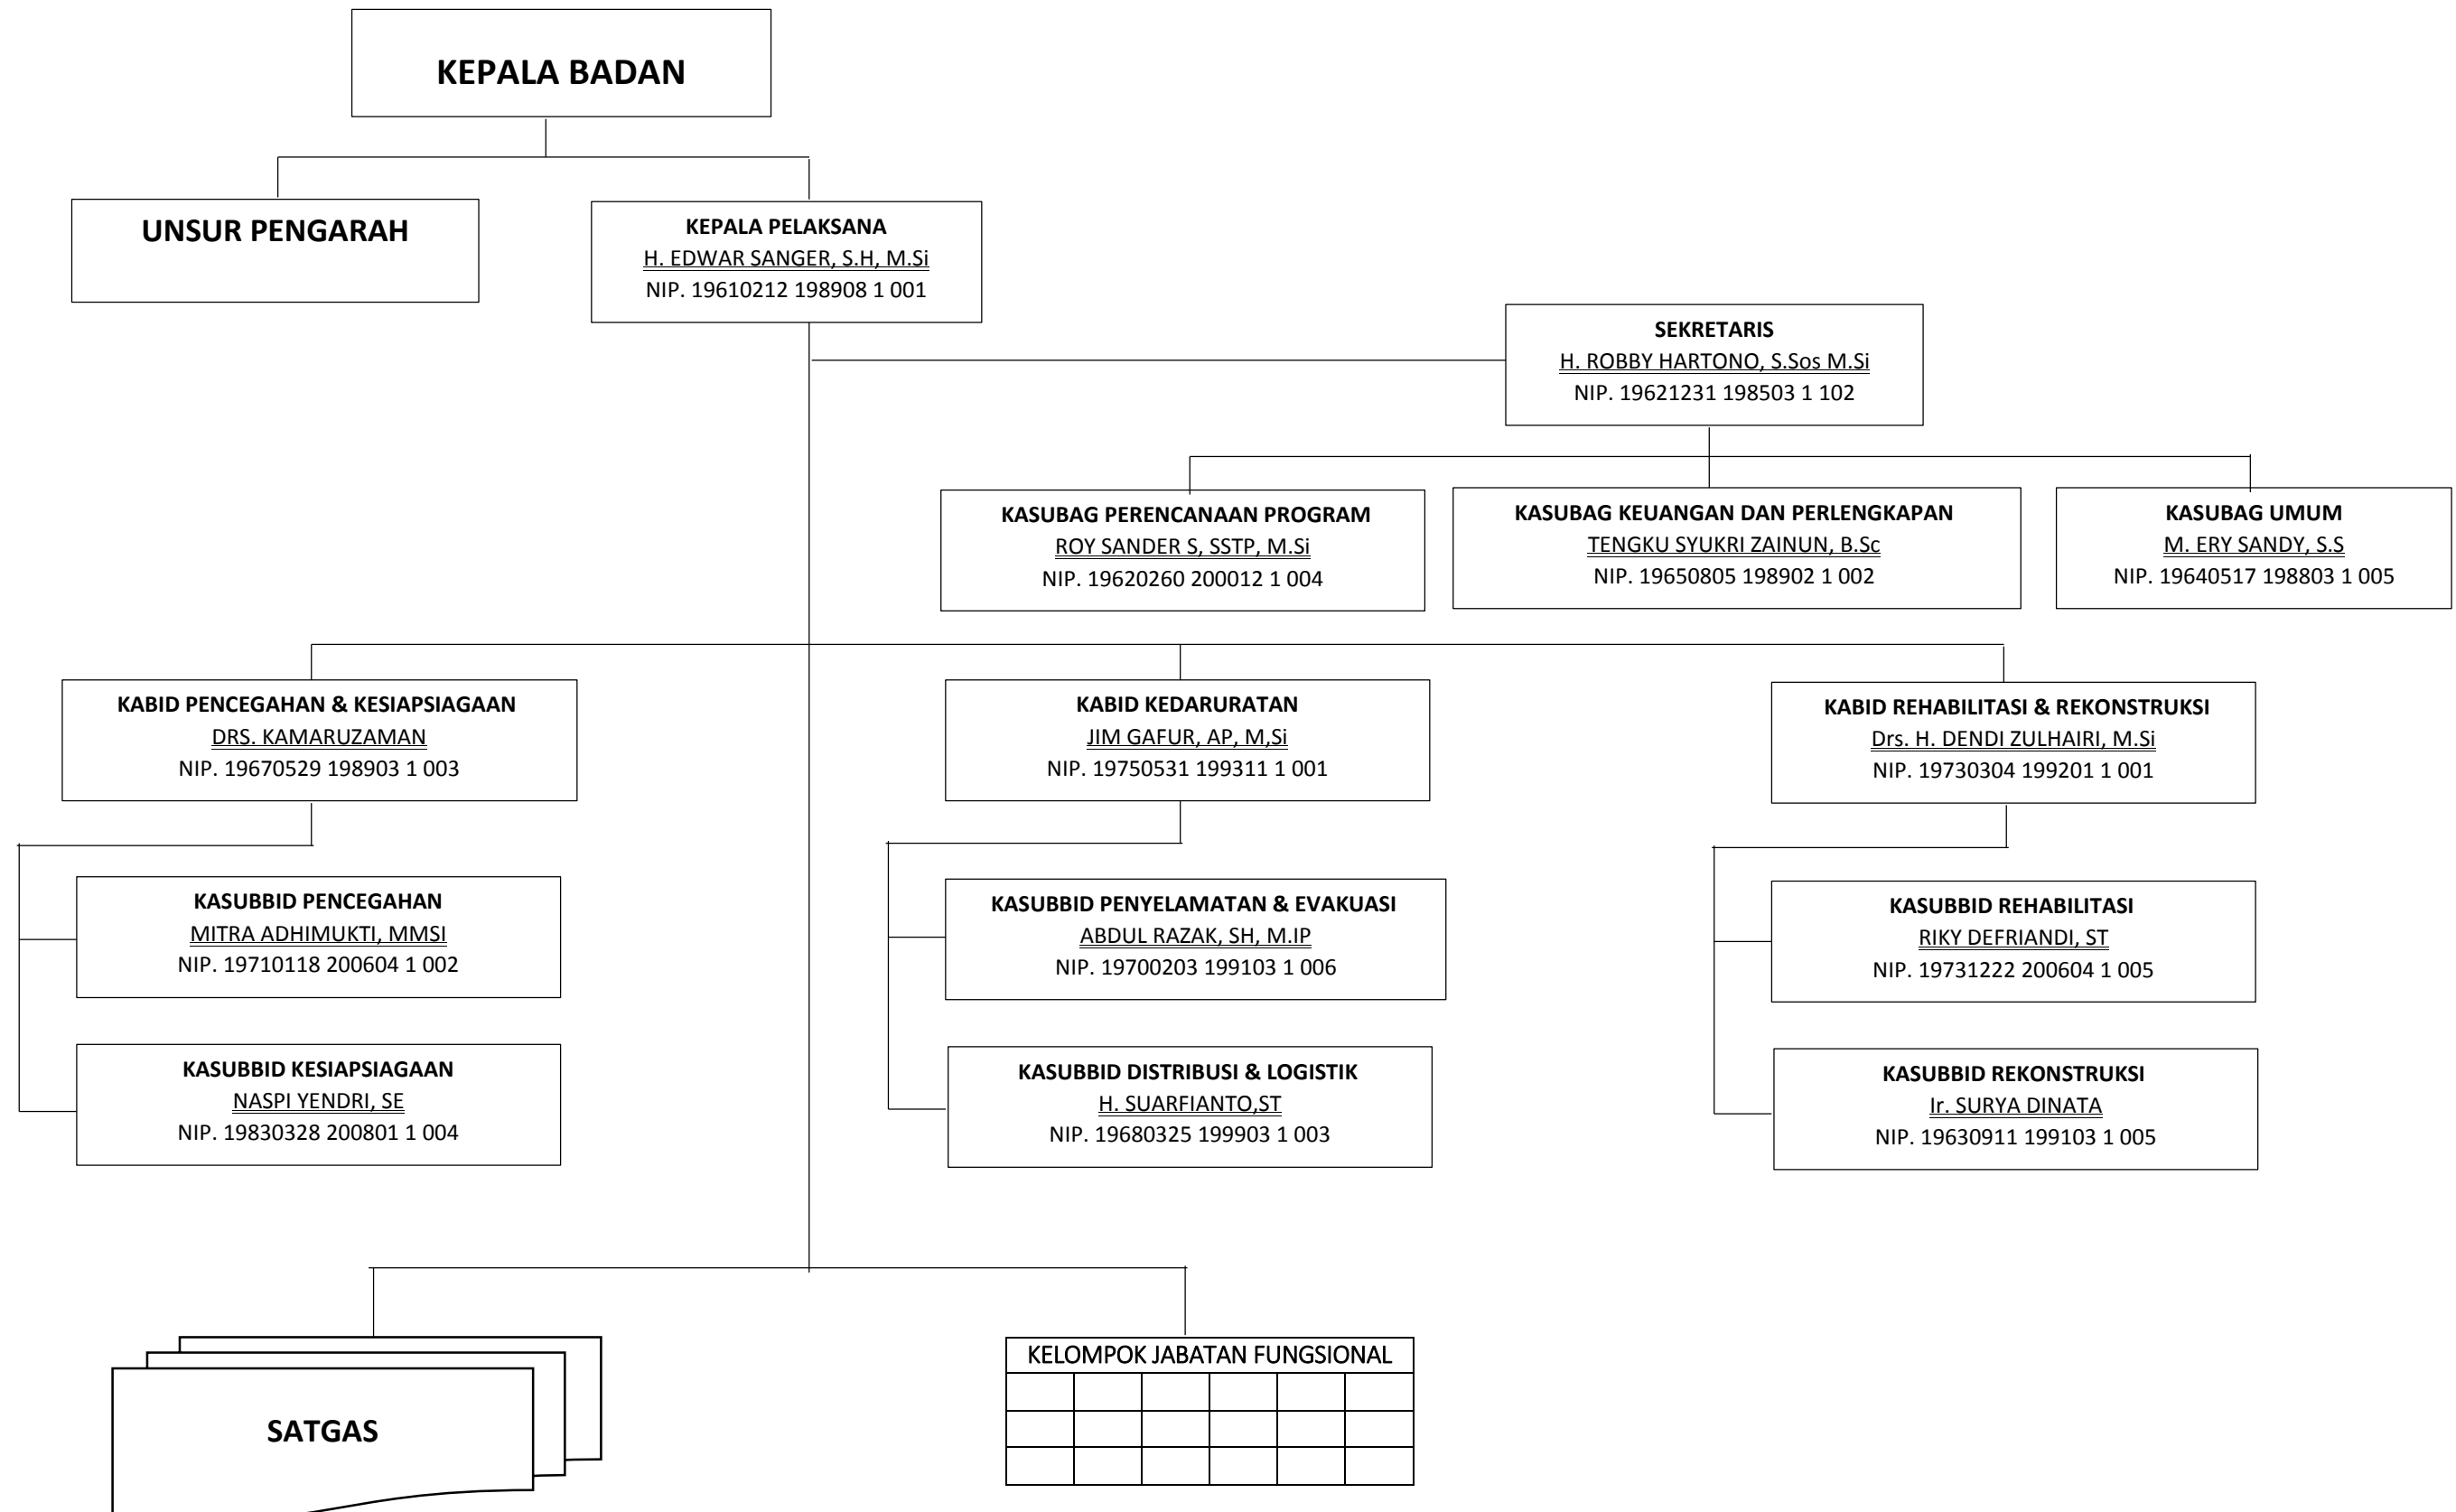 KEPALA BADAN
UNSUR PENGARAH
KEPALA PELAKSANA
H. EDWAR SANGER, S.H, M.Si
NIP. 19610212 198908 1 001
SEKRETARIS
H. ROBBY HARTONO, S.Sos M.Si
NIP. 19621231 198503 1 102
KASUBAG PERENCANAAN PROGRAM
ROY SANDER S, SSTP, M.Si
NIP. 19620260 200012 1 004
KASUBAG KEUANGAN DAN PERLENGKAPAN
TENGKU SYUKRI ZAINUN, B.Sc
NIP. 19650805 198902 1 002
KASUBAG UMUM
M. ERY SANDY, S.S
NIP. 19640517 198803 1 005
KABID PENCEGAHAN & KESIAPSIAGAAN
DRS. KAMARUZAMAN
NIP. 19670529 198903 1 003
KABID KEDARURATAN
JIM GAFUR, AP, M,Si
NIP. 19750531 199311 1 001
KABID REHABILITASI & REKONSTRUKSI
Drs. H. DENDI ZULHAIRI, M.Si
NIP. 19730304 199201 1 001
KASUBBID PENCEGAHAN
MITRA ADHIMUKTI, MMSI
NIP. 19710118 200604 1 002
KASUBBID PENYELAMATAN & EVAKUASI
ABDUL RAZAK, SH, M.IP
NIP. 19700203 199103 1 006
KASUBBID REHABILITASI
RIKY DEFRIANDI, ST
NIP. 19731222 200604 1 005
KASUBBID KESIAPSIAGAAN
NASPI YENDRI, SE
NIP. 19830328 200801 1 004
KASUBBID DISTRIBUSI & LOGISTIK
H. SUARFIANTO,ST
NIP. 19680325 199903 1 003
KASUBBID REKONSTRUKSI
Ir. SURYA DINATA
NIP. 19630911 199103 1 005
SATGAS
KELOMPOK JABATAN FUNGSIONAL